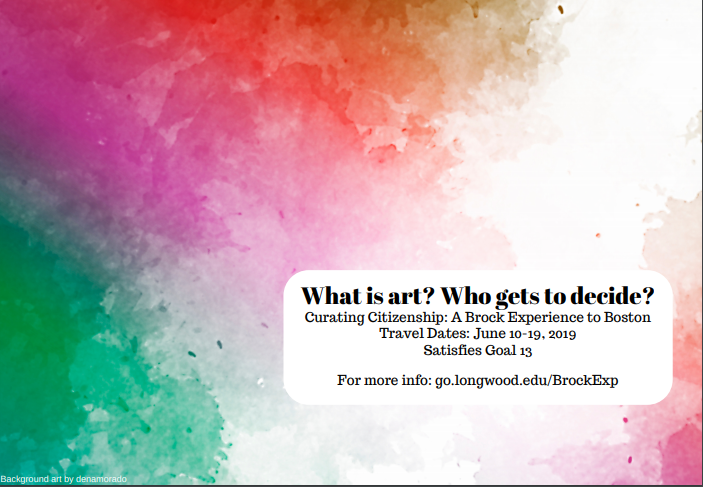 What is art? Who gets to decide?
Curating Citizenship: A Brock Experience to Boston
Travel Dates: June 10-19, 2019
Satisfies Goal 13
For more info: go.longwood.edu/BrockExp
Background art by denamorado